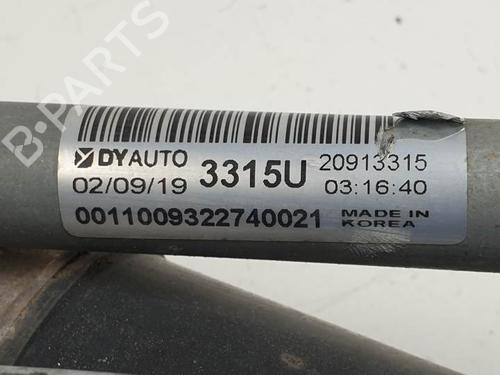 DYAUTO 3315U 20913315
02/09/19 03:16:40
0011009322740021 MADE IN KOREA
B-PARTS